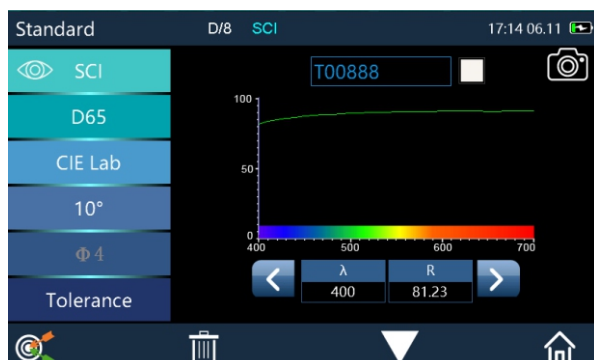 Standard D/8 SCI 17:14 06.11
SCI
T00888
D65
CIE Lab
10°
Φ4
Tolerance
100
50
0
400 500 600 700
λ R
400 81.23